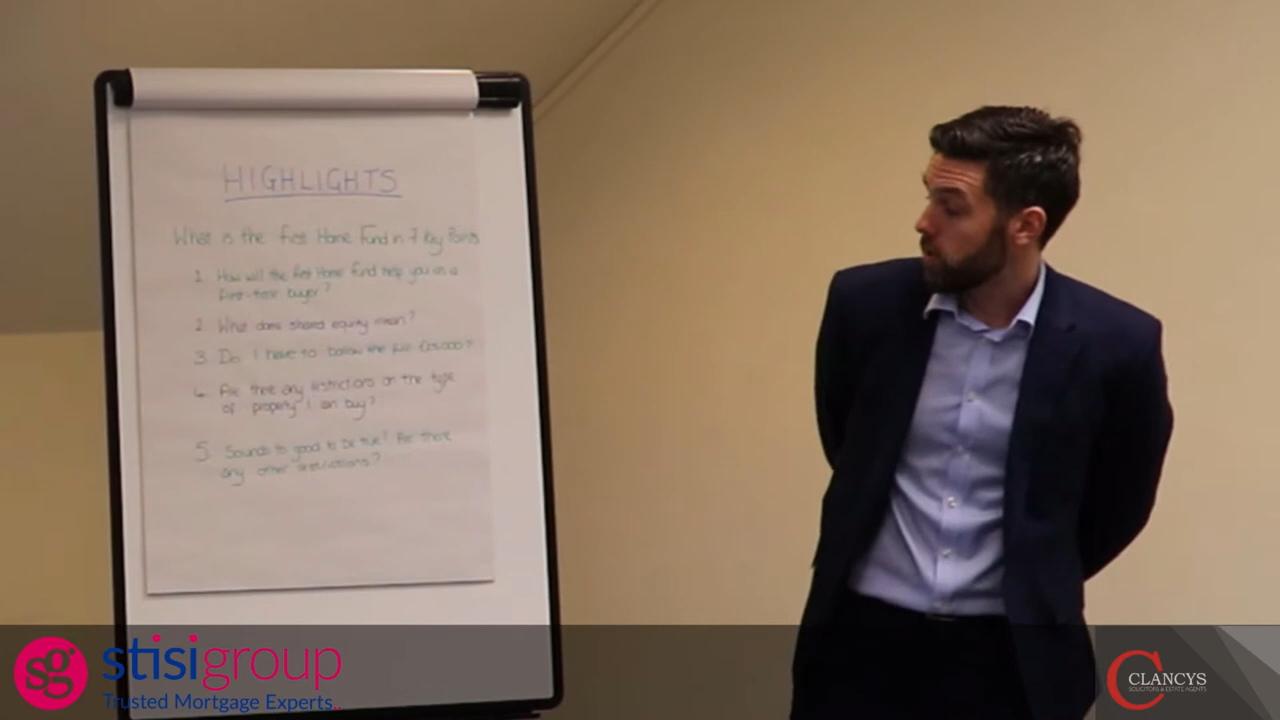 HIGHLIGHTS
What is the first Home Fund in 7 Key Points
1. How will the first Home fund help you as a
first-time buyer?
2. What does shared equity mean?
3. Do I have to borrow the full £25,000?
4. Are there any restrictions on the type
of property I can buy?
5. Sounds to good to be true? Are there
any other restrictions?
sg
stisigroup
Trusted Mortgage Experts..
CLANCYS
SOLICITORS & ESTATE AGENTS